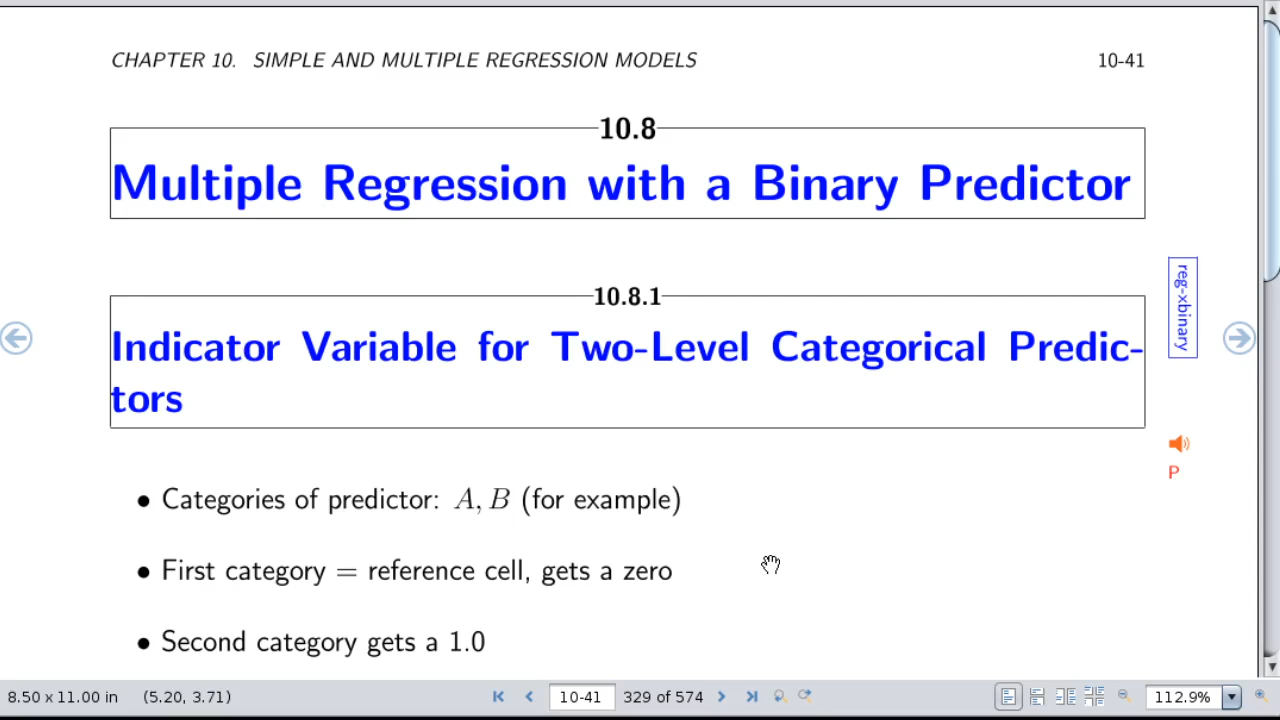 CHAPTER 10. SIMPLE AND MULTIPLE REGRESSION MODELS 10-41
10.8
Multiple Regression with a Binary Predictor
10.8.1
Indicator Variable for Two-Level Categorical Predic-
tors
reg-xbinary
P
• Categories of predictor: A, B (for example)
• First category = reference cell, gets a zero
• Second category gets a 1.0
8.50 x 11.00 in (5.20, 3.71) 10-41 329 of 574 112.9%